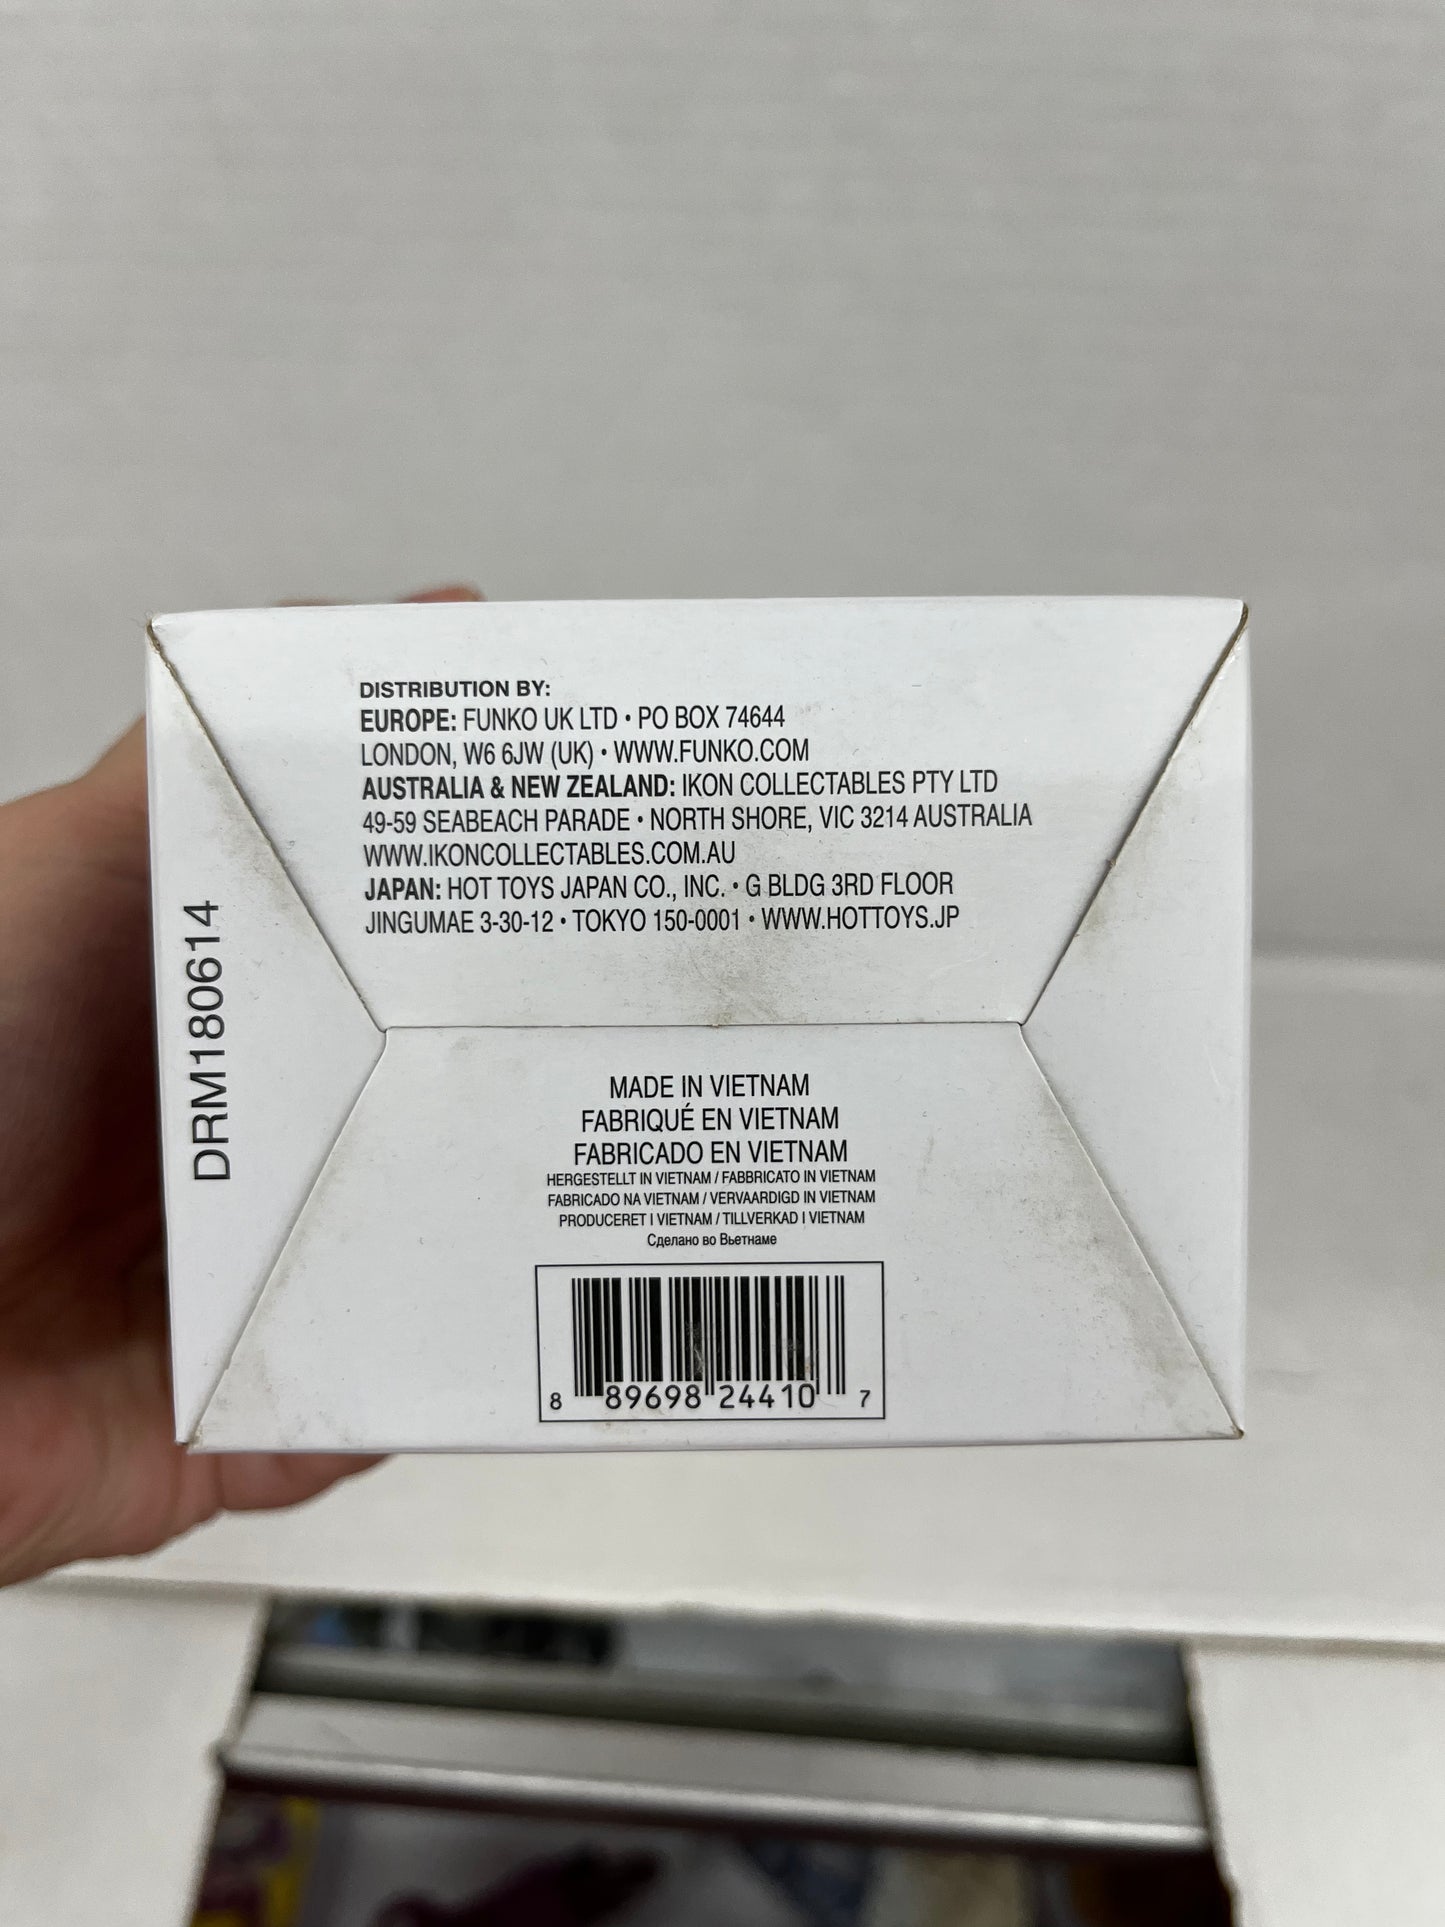 DISTRIBUTION BY:
EUROPE: FUNKO UK LTD • PO BOX 74644
LONDON, W6 6JW (UK) • WWW.FUNKO.COM
AUSTRALIA & NEW ZEALAND: IKON COLLECTABLES PTY LTD
49-59 SEABEACH PARADE • NORTH SHORE, VIC 3214 AUSTRALIA
WWW.IKONCOLLECTABLES.COM.AU
JAPAN: HOT TOYS JAPAN CO., INC. • G BLDG 3RD FLOOR
JINGUMAE 3-30-12 • TOKYO 150-0001 • WWW.HOTTOYS.JP
DRM180614
MADE IN VIETNAM
FABRIQUÉ EN VIETNAM
FABRICADO EN VIETNAM
HERGESTELLT IN VIETNAM / FABBRICATO IN VIETNAM
FABRICADO NA VIETNAM / VERVAARDIGD IN VIETNAM
PRODUCERET I VIETNAM / TILLVERKAD I VIETNAM
Сделано во Вьетнаме
8 89698 24410 7